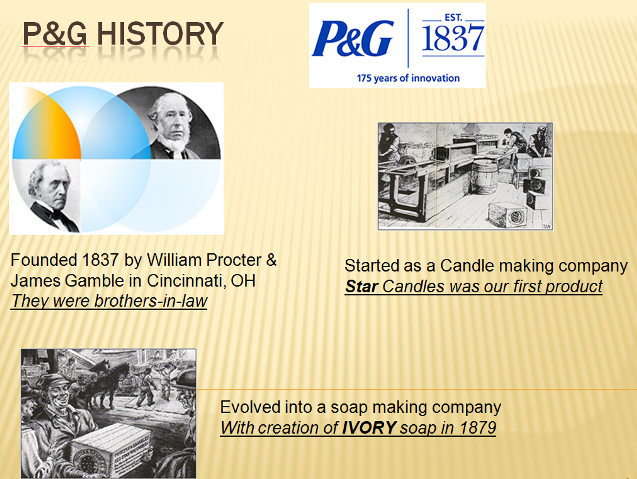 P&G HISTORY
P&G
EST.
1837
175 years of innovation
Founded 1837 by William Procter &
James Gamble in Cincinnati, OH
They were brothers-in-law
Started as a Candle making company
Star Candles was our first product
Evolved into a soap making company
With creation of IVORY soap in 1879